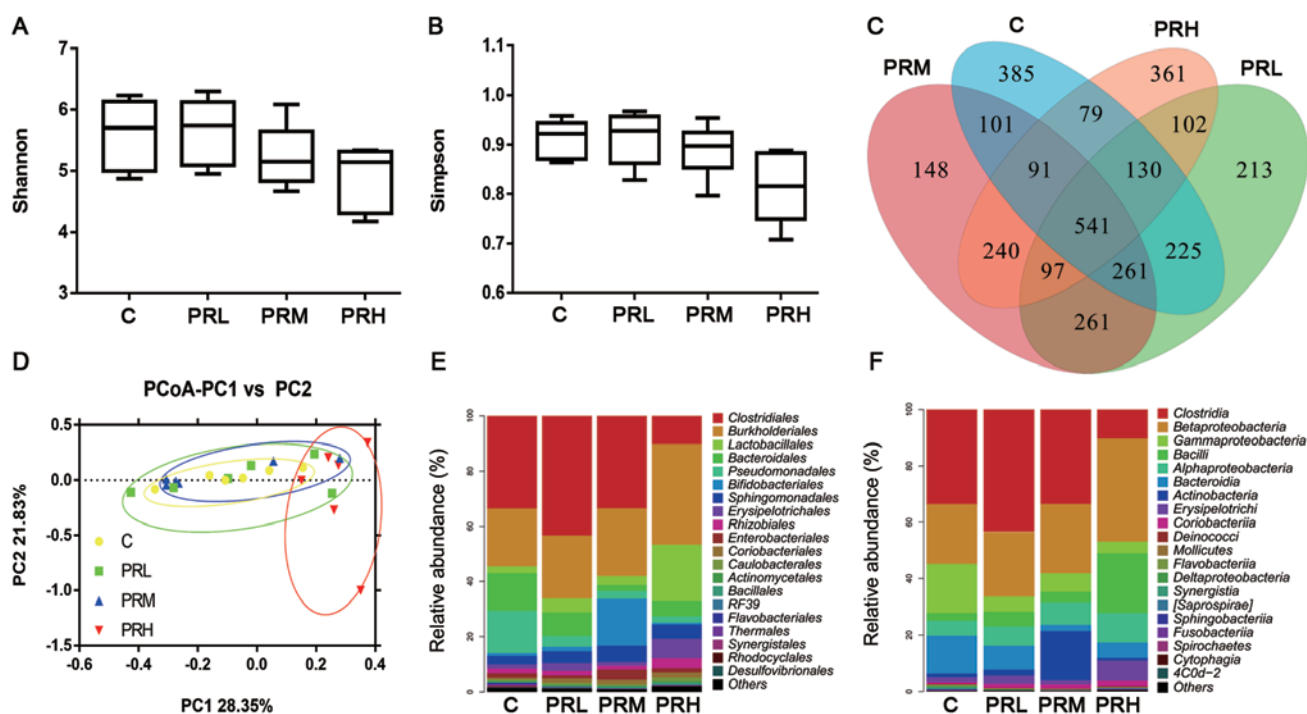 A
Shannon
7
6
5
4
3
C PRL PRM PRH
B
Simpson
1.1
1.0
0.9
0.8
0.7
0.6
C PRL PRM PRH
C
C
PRH
PRM
PRL
385
361
101
79
102
148
91
130
213
541
240
97
261
225
261
D
PCoA-PC1 vs PC2
PC2 21.83%
0.5
0.0
-0.5
-1.0
-1.5
C
PRL
PRM
PRH
-0.6 -0.4 -0.2 0.0 0.2 0.4
PC1 28.35%
E
Relative abundance (%)
100
80
60
40
20
0
C PRL PRM PRH
Clostridiales
Burkholderiales
Lactobacillales
Bacteroidales
Pseudomonadales
Bifidobacteriales
Sphingomonadales
Erysipelotrichales
Rhizobiales
Enterobacteriales
Coriobacteriales
Caulobacterales
Actinomycetales
Bacillales
RF39
Flavobacteriales
Thermales
Synergistales
Rhodocyclales
Desulfovibrionales
Others
F
Relative abundance (%)
100
80
60
40
20
0
C PRL PRM PRH
Clostridia
Betaproteobacteria
Gammaproteobacteria
Bacilli
Alphaproteobacteria
Bacteroidia
Actinobacteria
Erysipelotrichi
Coriobacteriia
Deinococci
Mollicutes
Flavobacteriia
Deltaproteobacteria
Synergistia
[Saprospirae]
Sphingobacteriia
Fusobacteriia
Spirochaetes
Cytophagia
4C0d-2
Others